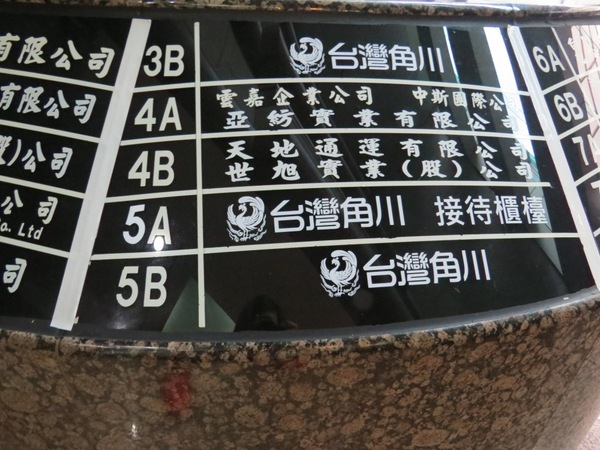 有限公司
3B 台灣角川 6A
有限公司
4A 雲嘉企業公司 中斯國際公 6B
亞紡實業有限公司
股)公司
4B 天地通運有限公司 7
世旭實業(股)公司
公司
o. Ltd
5A 台灣角川 接待櫃檯 7
公司
5B 台灣角川